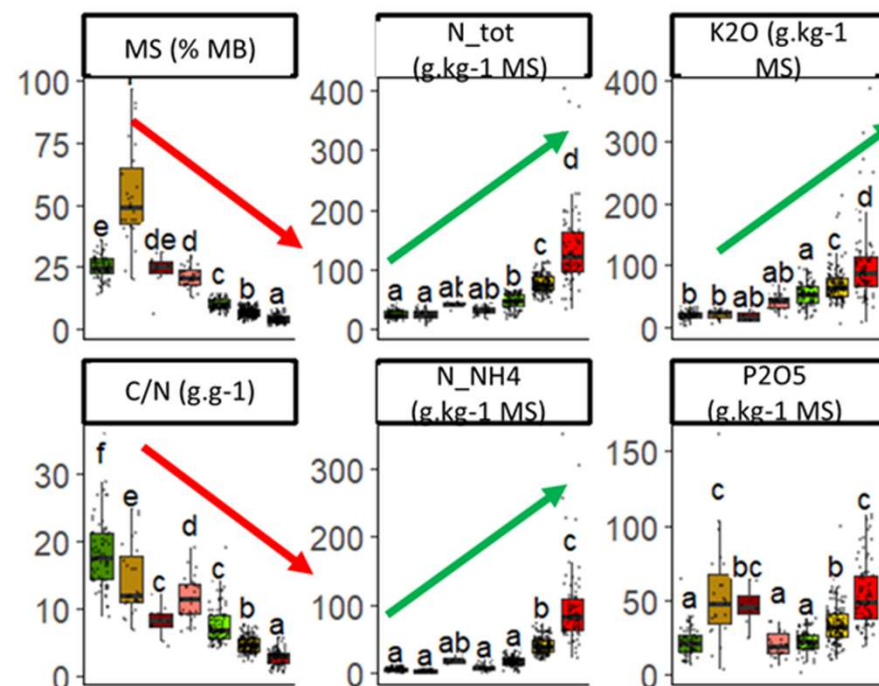 MS (% MB)
100
75
50
25
0
e
de
d
c
b
a
N_tot
(g.kg-1 MS)
400
300
200
100
0
a
a
ab
ab
b
c
d
K2O (g.kg-1
MS)
400
300
200
100
0
b
b
ab
ab
a
c
d
C/N (g.g-1)
30
20
10
0
f
e
c
d
c
b
a
N_NH4
(g.kg-1 MS)
300
200
100
0
a
a
ab
a
a
b
c
P2O5
(g.kg-1 MS)
150
100
50
0
a
c
bc
a
a
b
c